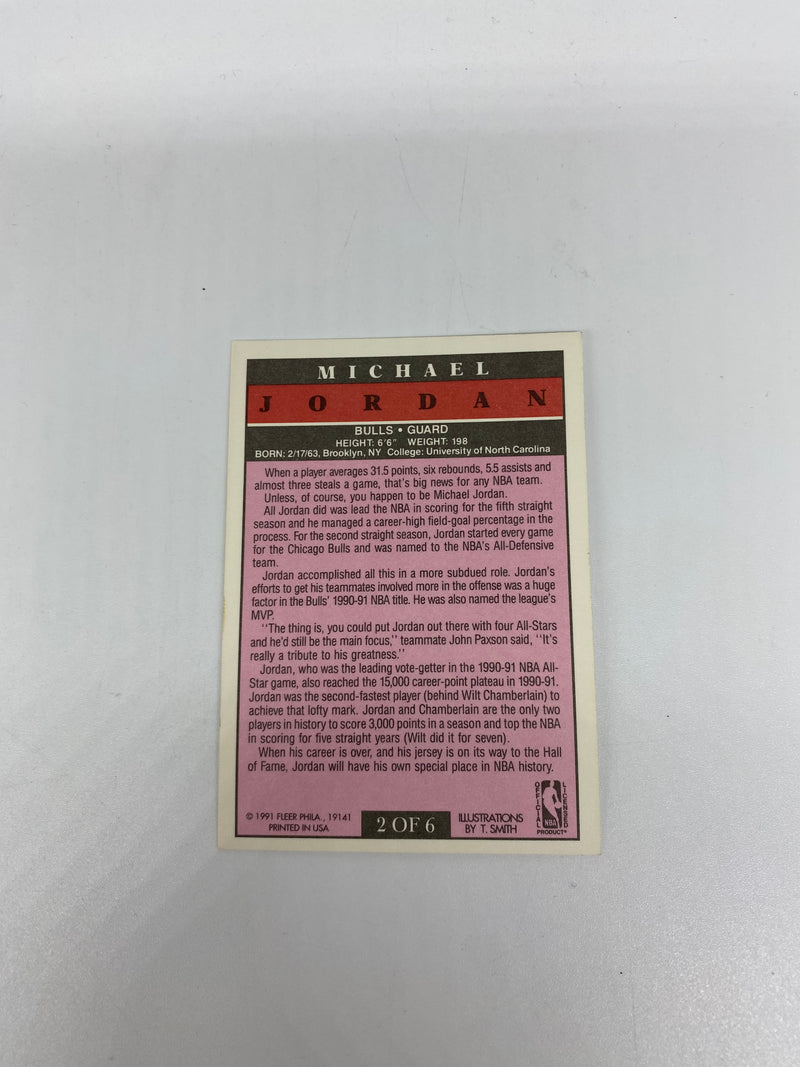 MICHAEL
JORDAN
BULLS • GUARD
HEIGHT: 6'6" WEIGHT: 198
BORN: 2/17/63, Brooklyn, NY College: University of North Carolina
When a player averages 31.5 points, six rebounds, 5.5 assists and
almost three steals a game, that's big news for any NBA team.
Unless, of course, you happen to be Michael Jordan.
All Jordan did was lead the NBA in scoring for the fifth straight
season and he managed a career-high field-goal percentage in the
process. For the second straight season, Jordan started every game
for the Chicago Bulls and was named to the NBA's All-Defensive
team.
Jordan accomplished all this in a more subdued role. Jordan's
efforts to get his teammates involved more in the offense was a huge
factor in the Bulls' 1990-91 NBA title. He was also named the league's
MVP.
"The thing is, you could put Jordan out there with four All-Stars
and he'd still be the main focus," teammate John Paxson said, "It's
really a tribute to his greatness."
Jordan, who was the leading vote-getter in the 1990-91 NBA All-
Star game, also reached the 15,000 career-point plateau in 1990-91.
Jordan was the second-fastest player (behind Wilt Chamberlain) to
achieve that lofty mark. Jordan and Chamberlain are the only two
players in history to score 3,000 points in a season and top the NBA
in scoring for five straight years (Wilt did it for seven).
When his career is over, and his jersey is on its way to the Hall
of Fame, Jordan will have his own special place in NBA history.
© 1991 FLEER PHILA., 19141
PRINTED IN USA
2 OF 6
ILLUSTRATIONS
BY T. SMITH
OFFICIAL
LICENSED
NBA
PRODUCT®